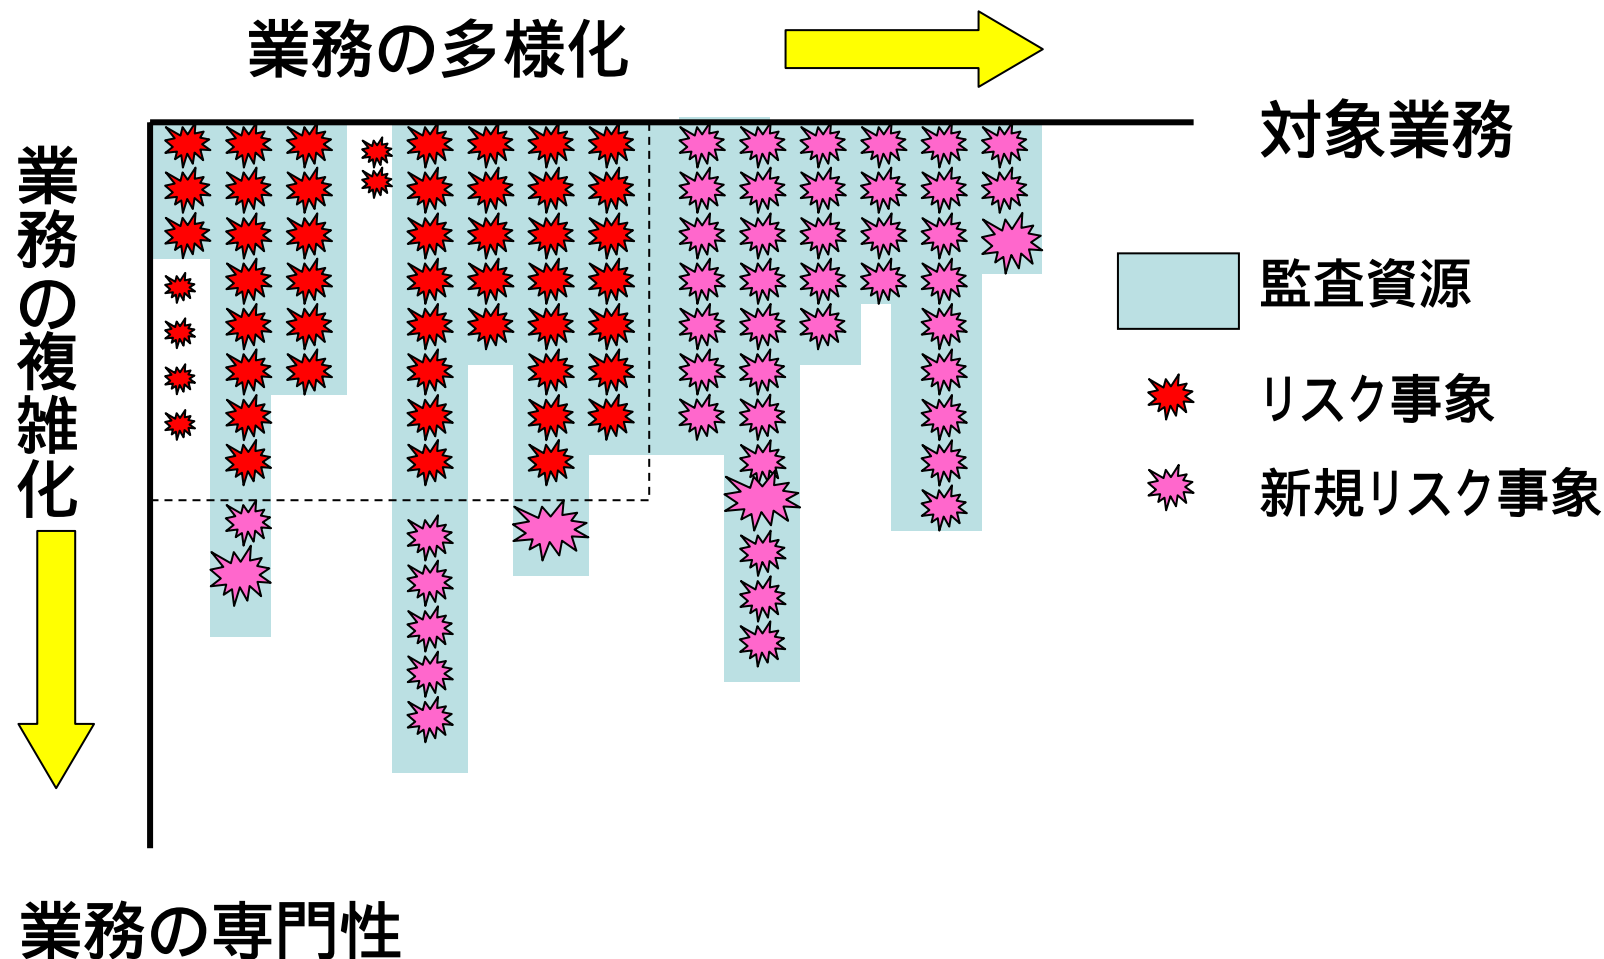 業務の多様化
対象業務
業務の複雑化
監査資源
リスク事象
新規リスク事象
業務の専門性